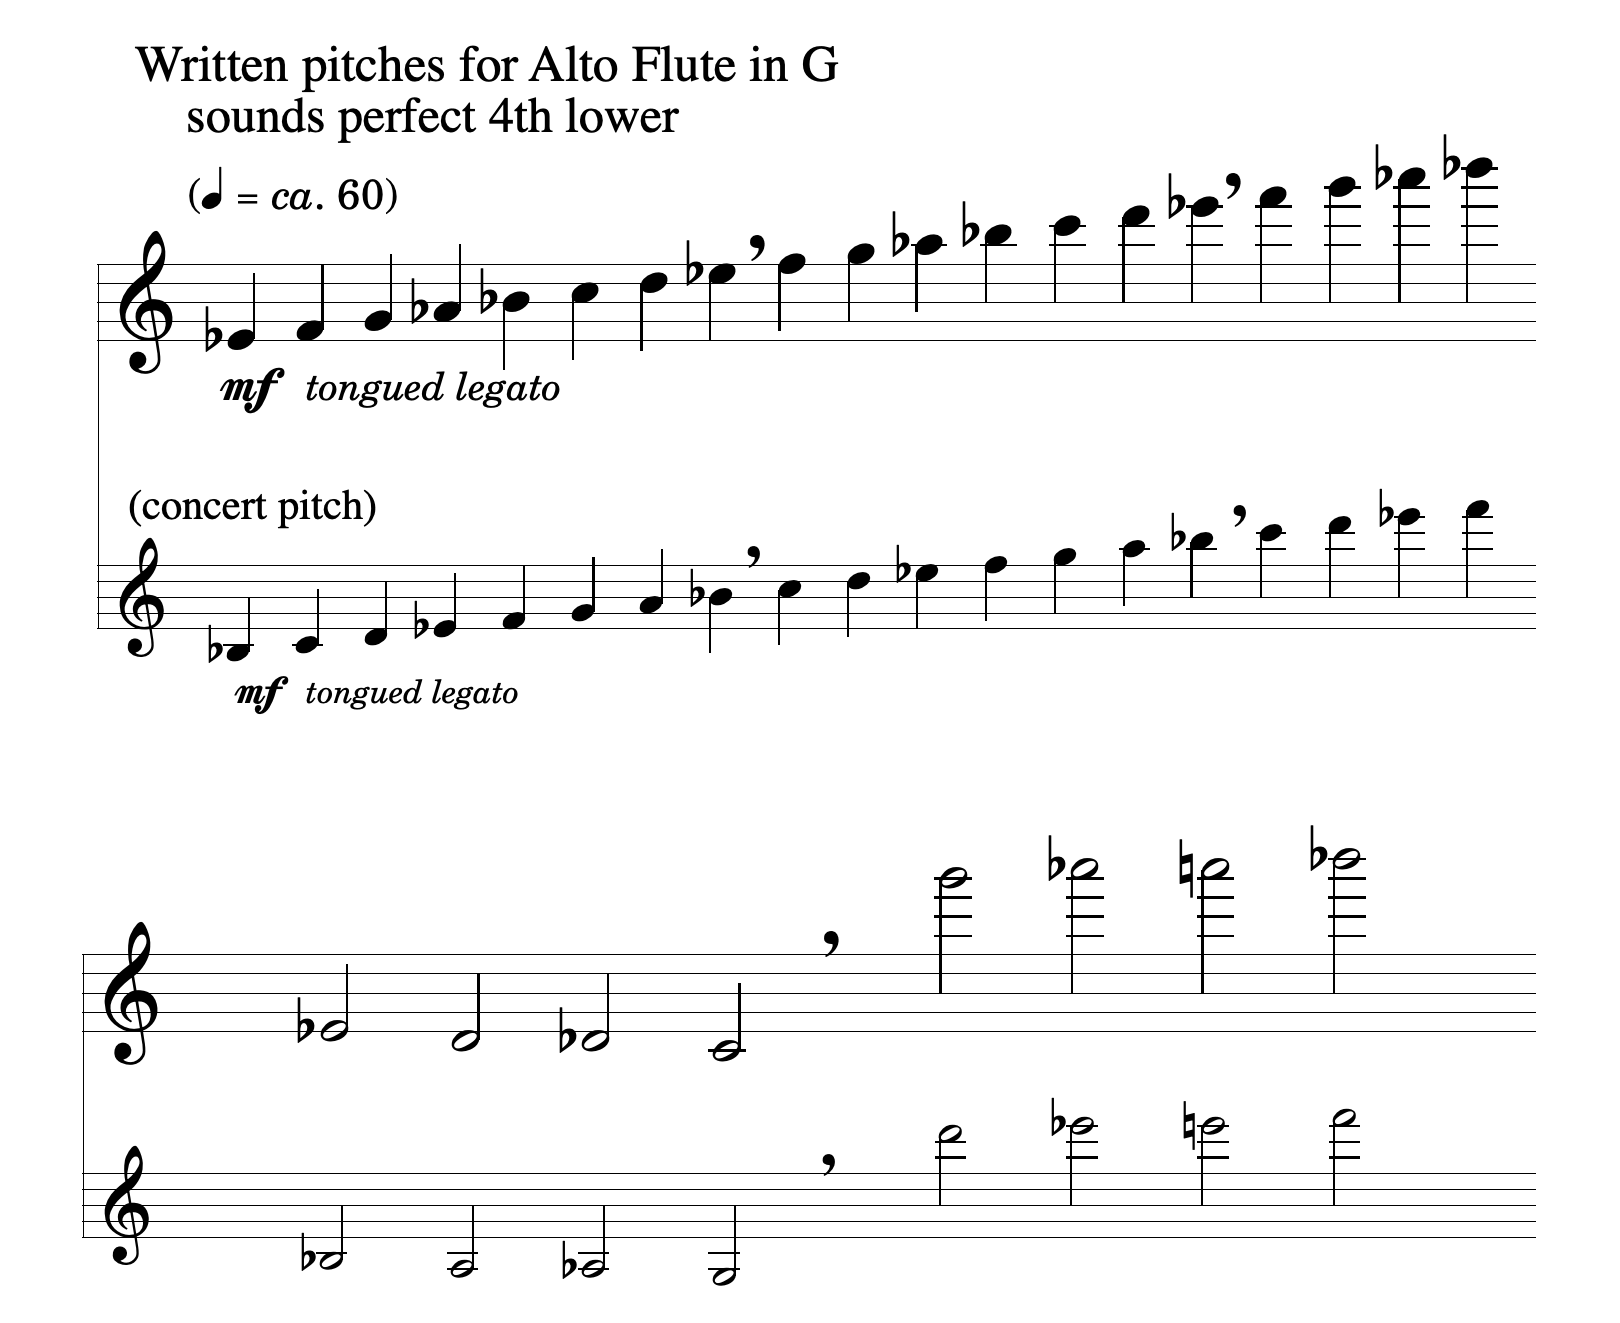 Written pitches for Alto Flute in G
sounds perfect 4th lower
(♩ = ca. 60)
mf tongued legato
(concert pitch)
mf tongued legato